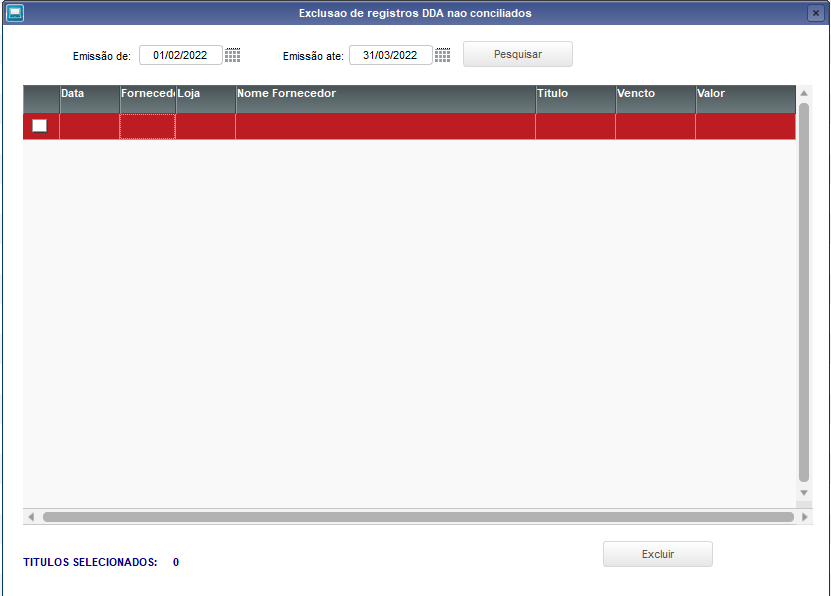 Exclusao de registros DDA nao conciliados
Emissão de: 01/02/2022 Emissão ate: 31/03/2022 Pesquisar
Data Fornecedo Loja Nome Fornecedor Título Vencto Valor
TITULOS SELECIONADOS: 0 Excluir